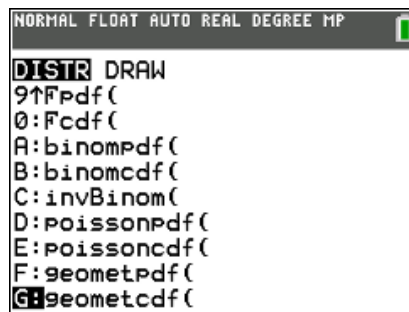 NORMAL FLOAT AUTO REAL DEGREE MP
DISTR DRAW
9↑Fpdf(
0:Fcdf(
A:binompdf(
B:binomcdf(
C:invBinom(
D:poissonpdf(
E:poissoncdf(
F:geometpdf(
G:geometcdf(